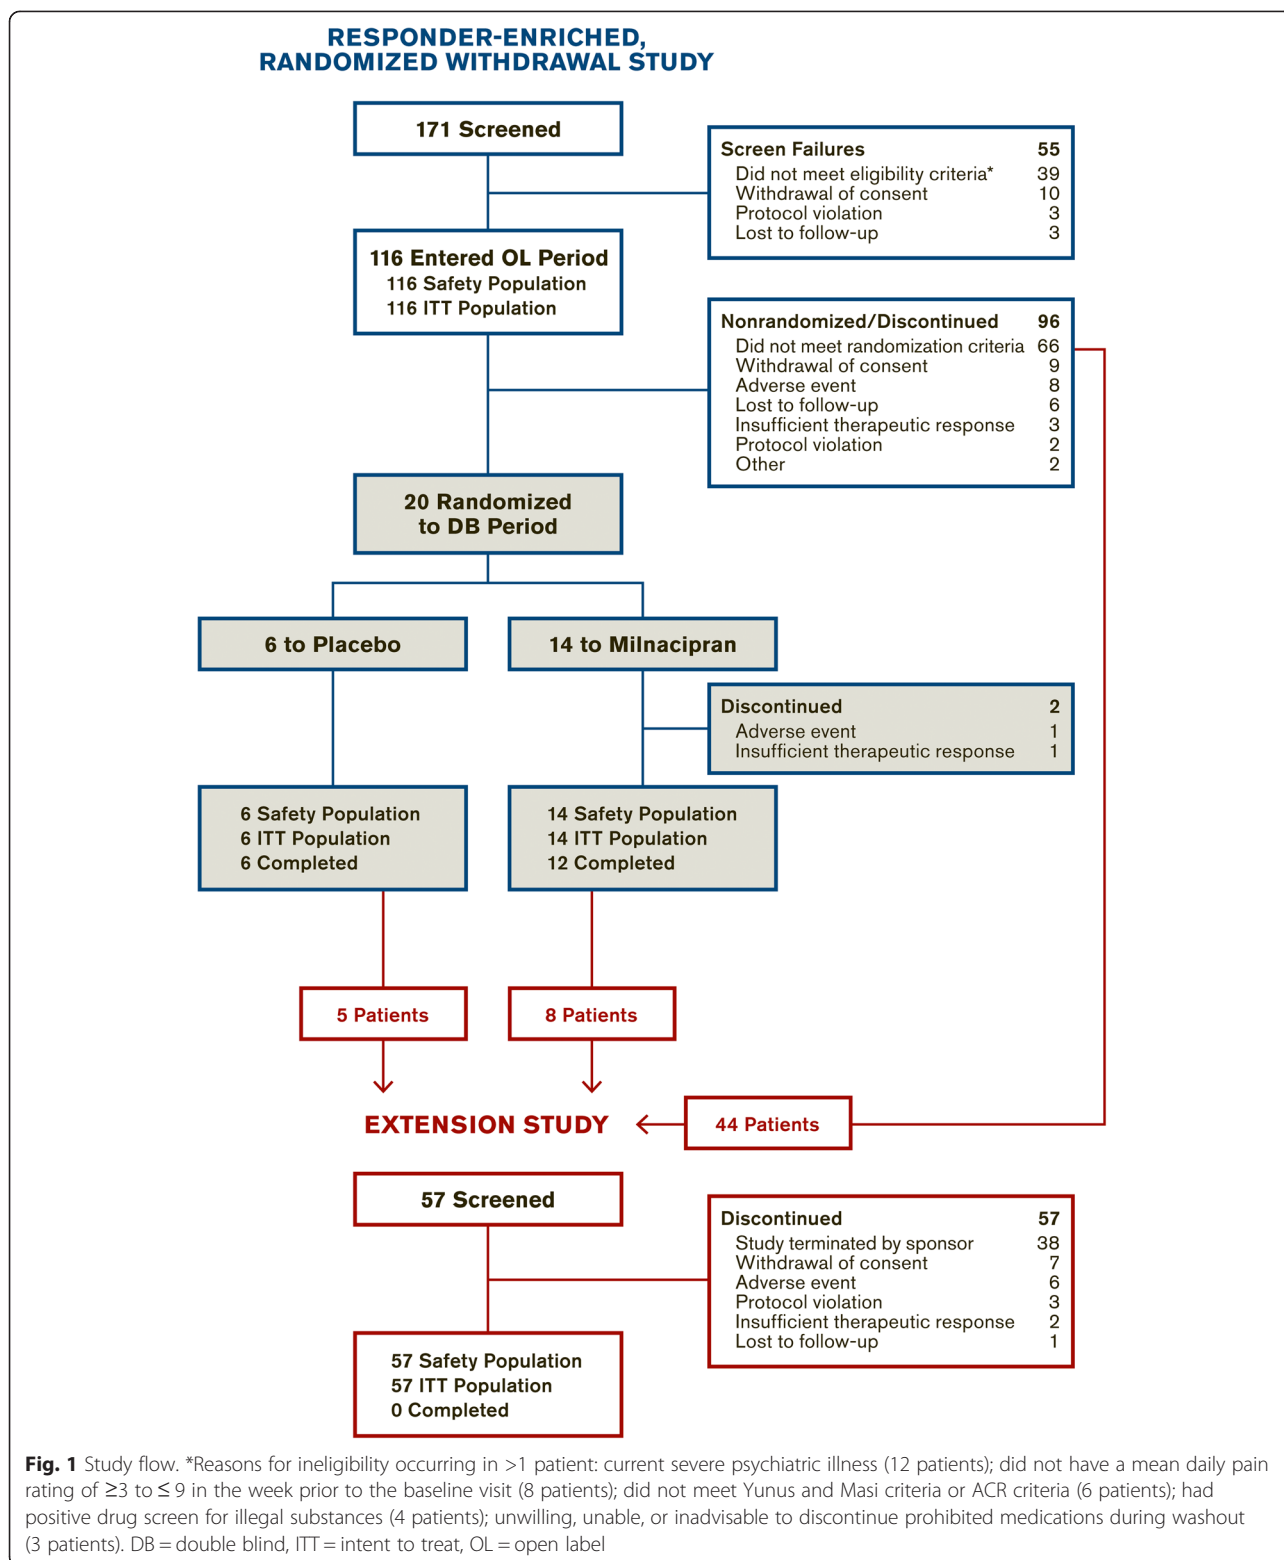 RESPONDER-ENRICHED,
RANDOMIZED WITHDRAWAL STUDY
171 Screened
Screen Failures 55
Did not meet eligibility criteria* 39
Withdrawal of consent 10
Protocol violation 3
Lost to follow-up 3
116 Entered OL Period
116 Safety Population
116 ITT Population
Nonrandomized/Discontinued 96
Did not meet randomization criteria 66
Withdrawal of consent 9
Adverse event 8
Lost to follow-up 6
Insufficient therapeutic response 3
Protocol violation 2
Other 2
20 Randomized
to DB Period
6 to Placebo
14 to Milnacipran
Discontinued 2
Adverse event 1
Insufficient therapeutic response 1
6 Safety Population
6 ITT Population
6 Completed
14 Safety Population
14 ITT Population
12 Completed
5 Patients
8 Patients
EXTENSION STUDY
44 Patients
57 Screened
Discontinued 57
Study terminated by sponsor 38
Withdrawal of consent 7
Adverse event 6
Protocol violation 3
Insufficient therapeutic response 2
Lost to follow-up 1
57 Safety Population
57 ITT Population
0 Completed
Fig. 1 Study flow. *Reasons for ineligibility occurring in >1 patient: current severe psychiatric illness (12 patients); did not have a mean daily pain
rating of ≥3 to ≤ 9 in the week prior to the baseline visit (8 patients); did not meet Yunus and Masi criteria or ACR criteria (6 patients); had
positive drug screen for illegal substances (4 patients); unwilling, unable, or inadvisable to discontinue prohibited medications during washout
(3 patients). DB = double blind, ITT = intent to treat, OL = open label